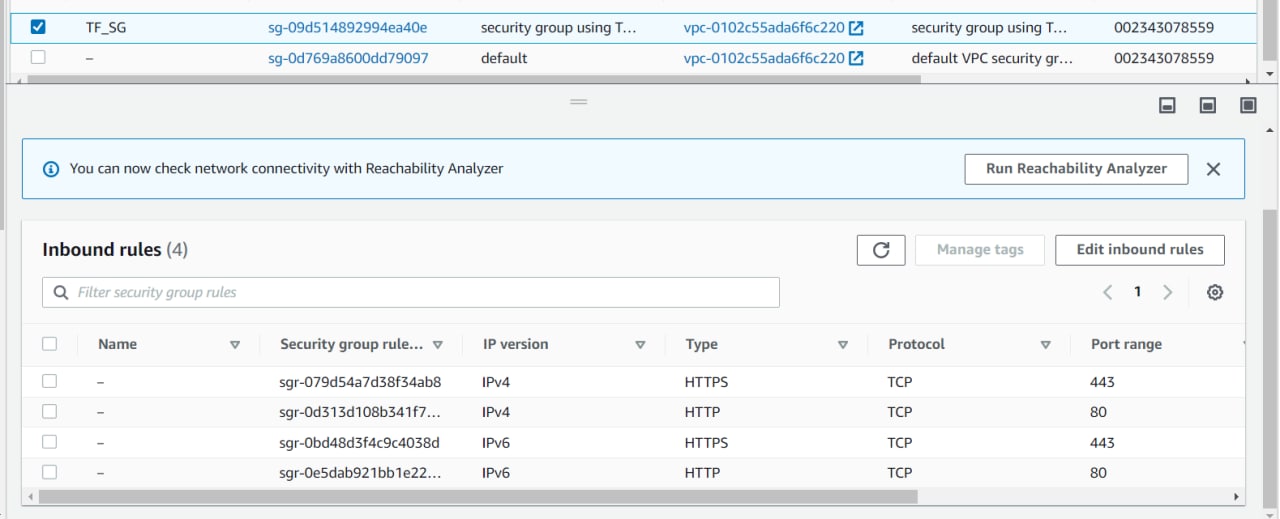 TF_SG sg-09d514892994ea40e security group using T... vpc-0102c55ada6f6c220 security group using T... 002343078559
– sg-0d769a8600dd79097 default vpc-0102c55ada6f6c220 default VPC security gr... 002343078559
You can now check network connectivity with Reachability Analyzer Run Reachability Analyzer
Inbound rules (4) Manage tags Edit inbound rules
Filter security group rules 1
Name Security group rule... IP version Type Protocol Port range
– sgr-079d54a7d38f34ab8 IPv4 HTTPS TCP 443
– sgr-0d313d108b341f7... IPv4 HTTP TCP 80
– sgr-0bd48d3f4c9c4038d IPv6 HTTPS TCP 443
– sgr-0e5dab921bb1e22... IPv6 HTTP TCP 80